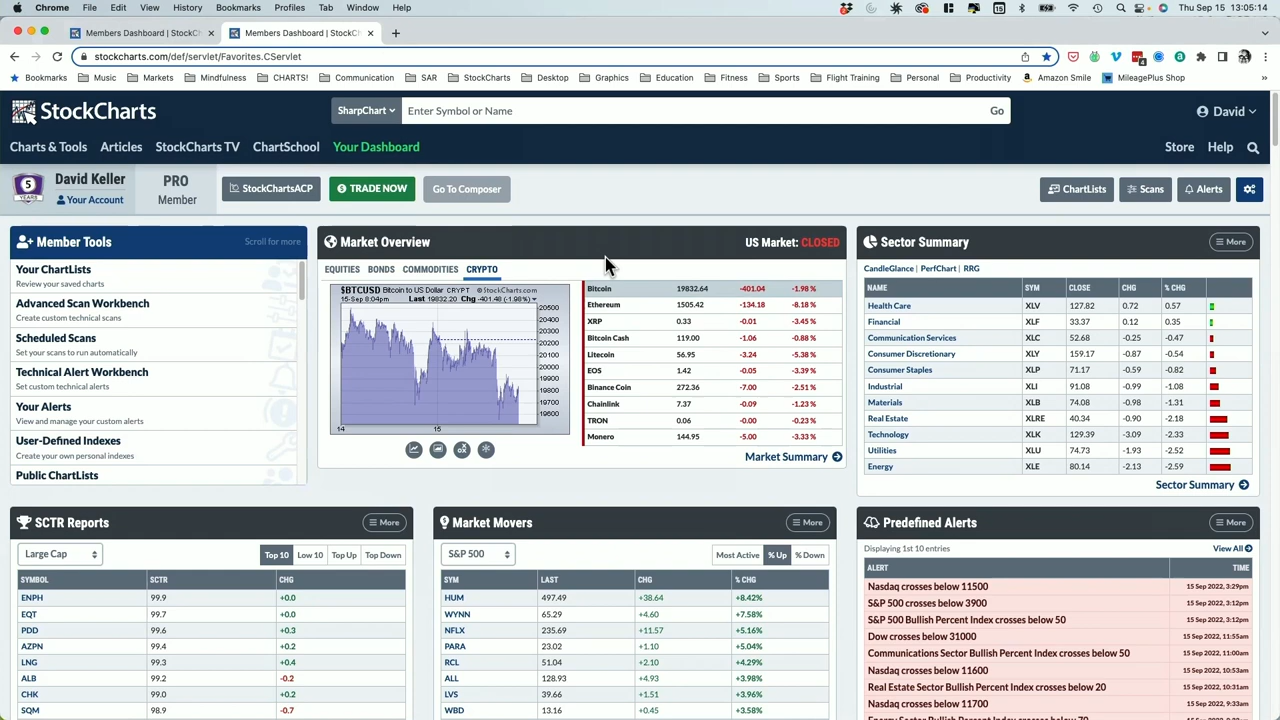 Chrome File Edit View History Bookmarks Profiles Tab Window Help Thu Sep 15 13:05:14
Members Dashboard | StockCh × Members Dashboard | StockCh × +
stockcharts.com/def/servlet/Favorites.CServlet
Bookmarks Music Markets Mindfulness CHARTS! Communication SAR StockCharts Desktop Graphics Education Fitness Sports Flight Training Personal Productivity Amazon Smile MileagePlus Shop »
StockCharts SharpChart Enter Symbol or Name Go David
Charts & Tools Articles StockCharts TV ChartSchool Your Dashboard Store Help
5 YEARS David Keller Your Account PRO Member StockChartsACP $ TRADE NOW Go To Composer ChartLists Scans Alerts
Member Tools Scroll for more
Your ChartLists
Review your saved charts
Advanced Scan Workbench
Create custom technical scans
Scheduled Scans
Set your scans to run automatically
Technical Alert Workbench
Set custom technical alerts
Your Alerts
View and manage your custom alerts
User-Defined Indexes
Create your own personal indexes
Public ChartLists
Market Overview US Market: CLOSED
EQUITIES BONDS COMMODITIES CRYPTO
$BTCUSD Bitcoin to US Dollar CRYPT © StockCharts.com
15-Sep 8:04pm Last 19832.20 Chg -401.48 (-1.98%)
20500
20400
20300
20200
20100
20000
19900
19800
19700
19600
14 15
Bitcoin 19832.64 -401.04 -1.98 %
Ethereum 1505.42 -134.18 -8.18 %
XRP 0.33 -0.01 -3.45 %
Bitcoin Cash 119.00 -1.06 -0.88 %
Litecoin 56.95 -3.24 -5.38 %
EOS 1.42 -0.05 -3.39 %
Binance Coin 272.36 -7.00 -2.51 %
Chainlink 7.37 -0.09 -1.23 %
TRON 0.06 -0.00 -0.23 %
Monero 144.95 -5.00 -3.33 %
Market Summary
Sector Summary More
CandleGlance | PerfChart | RRG
NAME SYM CLOSE CHG % CHG
Health Care XLV 127.82 0.72 0.57
Financial XLF 33.37 0.12 0.35
Communication Services XLC 52.68 -0.25 -0.47
Consumer Discretionary XLY 159.17 -0.87 -0.54
Consumer Staples XLP 71.17 -0.59 -0.82
Industrial XLI 91.08 -0.99 -1.08
Materials XLB 74.08 -0.98 -1.31
Real Estate XLRE 40.34 -0.90 -2.18
Technology XLK 129.39 -3.09 -2.33
Utilities XLU 74.73 -1.93 -2.52
Energy XLE 80.14 -2.13 -2.59
Sector Summary
SCTR Reports More
Large Cap Top 10 Low 10 Top Up Top Down
SYMBOL SCTR CHG
ENPH 99.9 +0.0
EQT 99.7 +0.0
PDD 99.6 +0.3
AZPN 99.4 +0.2
LNG 99.3 +0.4
ALB 99.2 -0.2
CHK 99.0 +0.2
SQM 98.9 -0.7
Market Movers More
S&P 500 Most Active % Up % Down
SYM LAST CHG % CHG
HUM 497.49 +38.64 +8.42%
WYNN 65.29 +4.60 +7.58%
NFLX 235.69 +11.57 +5.16%
PARA 23.02 +1.10 +5.04%
RCL 51.04 +2.10 +4.29%
ALL 128.93 +4.93 +3.98%
LVS 39.66 +1.51 +3.96%
WBD 13.16 +0.45 +3.58%
Predefined Alerts More
Displaying 1st 10 entries View All
ALERT TIME
Nasdaq crosses below 11500 15 Sep 2022, 3:29pm
S&P 500 crosses below 3900 15 Sep 2022, 3:12pm
S&P 500 Bullish Percent Index crosses below 50 15 Sep 2022, 3:12pm
Dow crosses below 31000 15 Sep 2022, 11:55am
Communications Sector Bullish Percent Index crosses below 50 15 Sep 2022, 11:00am
Nasdaq crosses below 11600 15 Sep 2022, 10:53am
Real Estate Sector Bullish Percent Index crosses below 20 15 Sep 2022, 10:31am
Nasdaq crosses below 11700 15 Sep 2022, 9:33am